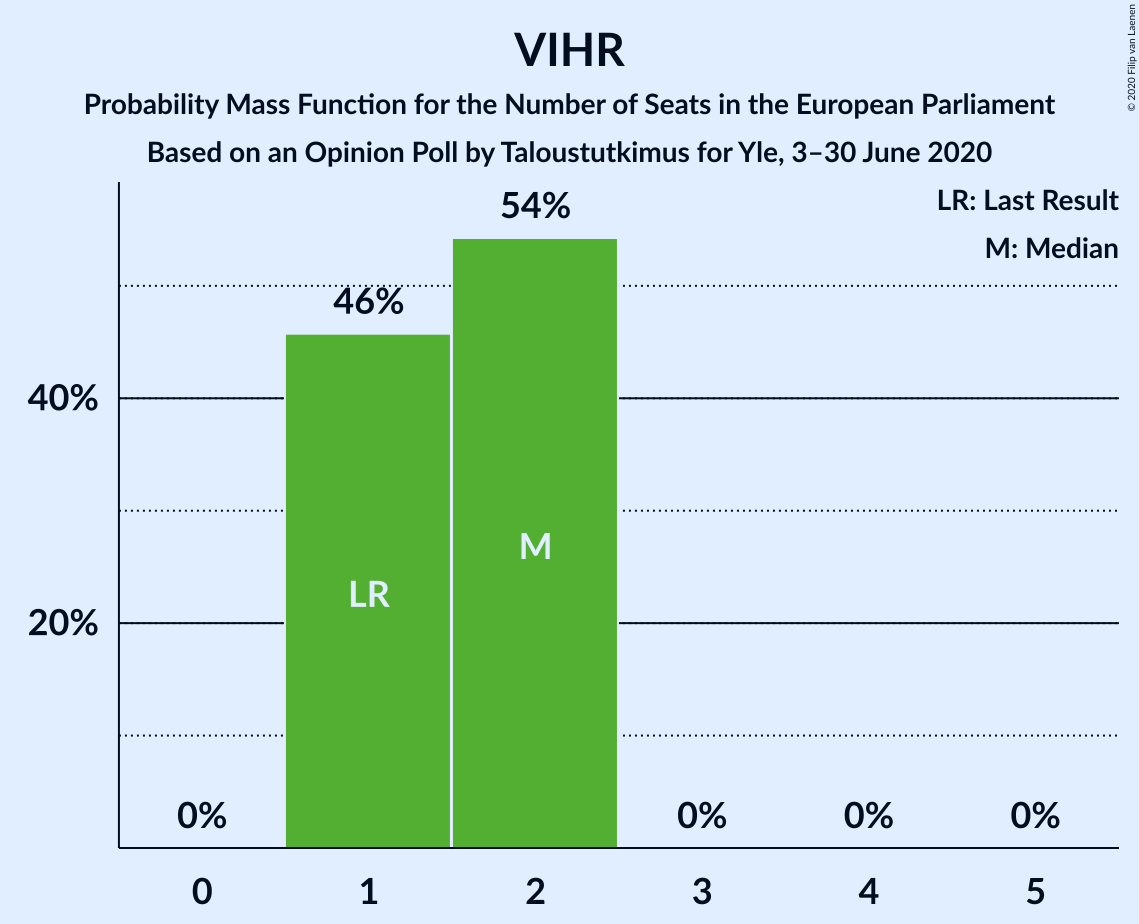 VIHR
Probability Mass Function for the Number of Seats in the European Parliament
Based on an Opinion Poll by Taloustutkimus for Yle, 3–30 June 2020
© 2020 Filip van Laenen
LR: Last Result
M: Median
54%
46%
40%
20%
M
LR
0%
0%
0%
0%
0
1
2
3
4
5